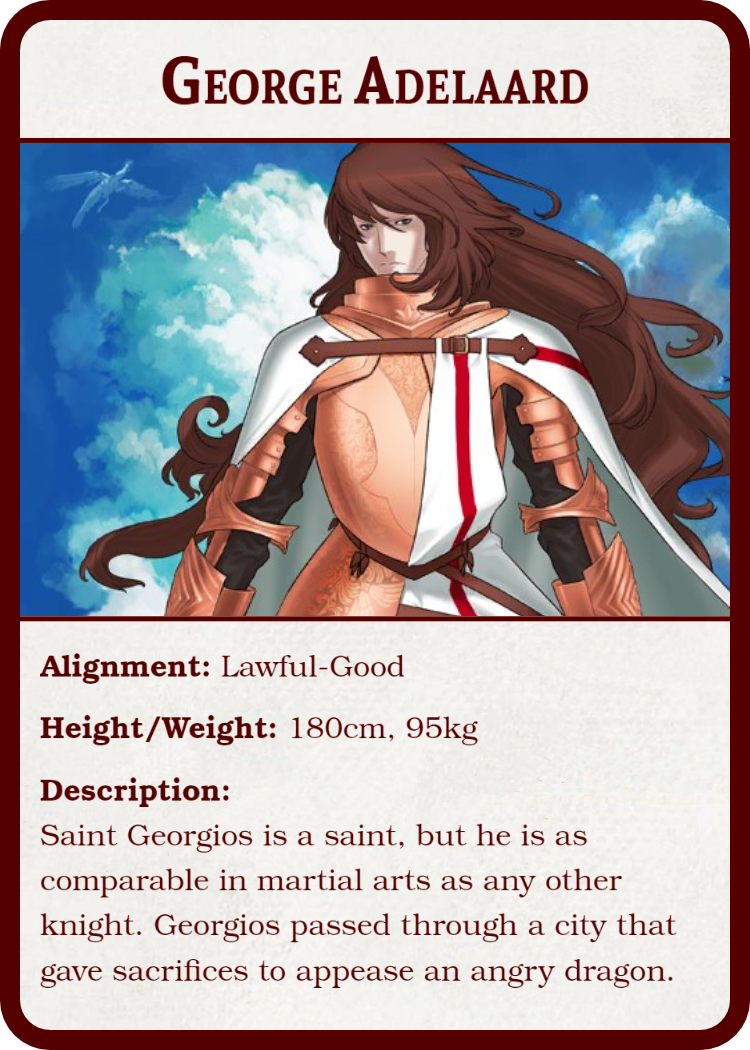 George Adelaard
Alignment: Lawful-Good
Height/Weight: 180cm, 95kg
Description:
Saint Georgios is a saint, but he is as
comparable in martial arts as any other
knight. Georgios passed through a city that
gave sacrifices to appease an angry dragon.